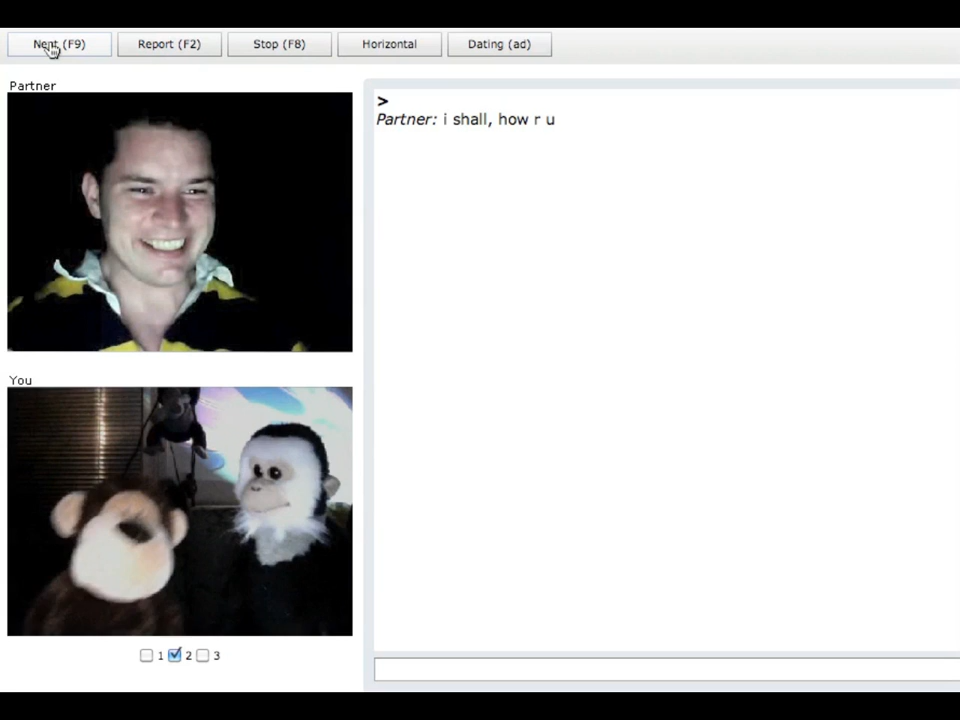 Next (F9) Report (F2) Stop (F8) Horizontal Dating (ad)
Partner
>
Partner: i shall, how r u
You
1 2 3